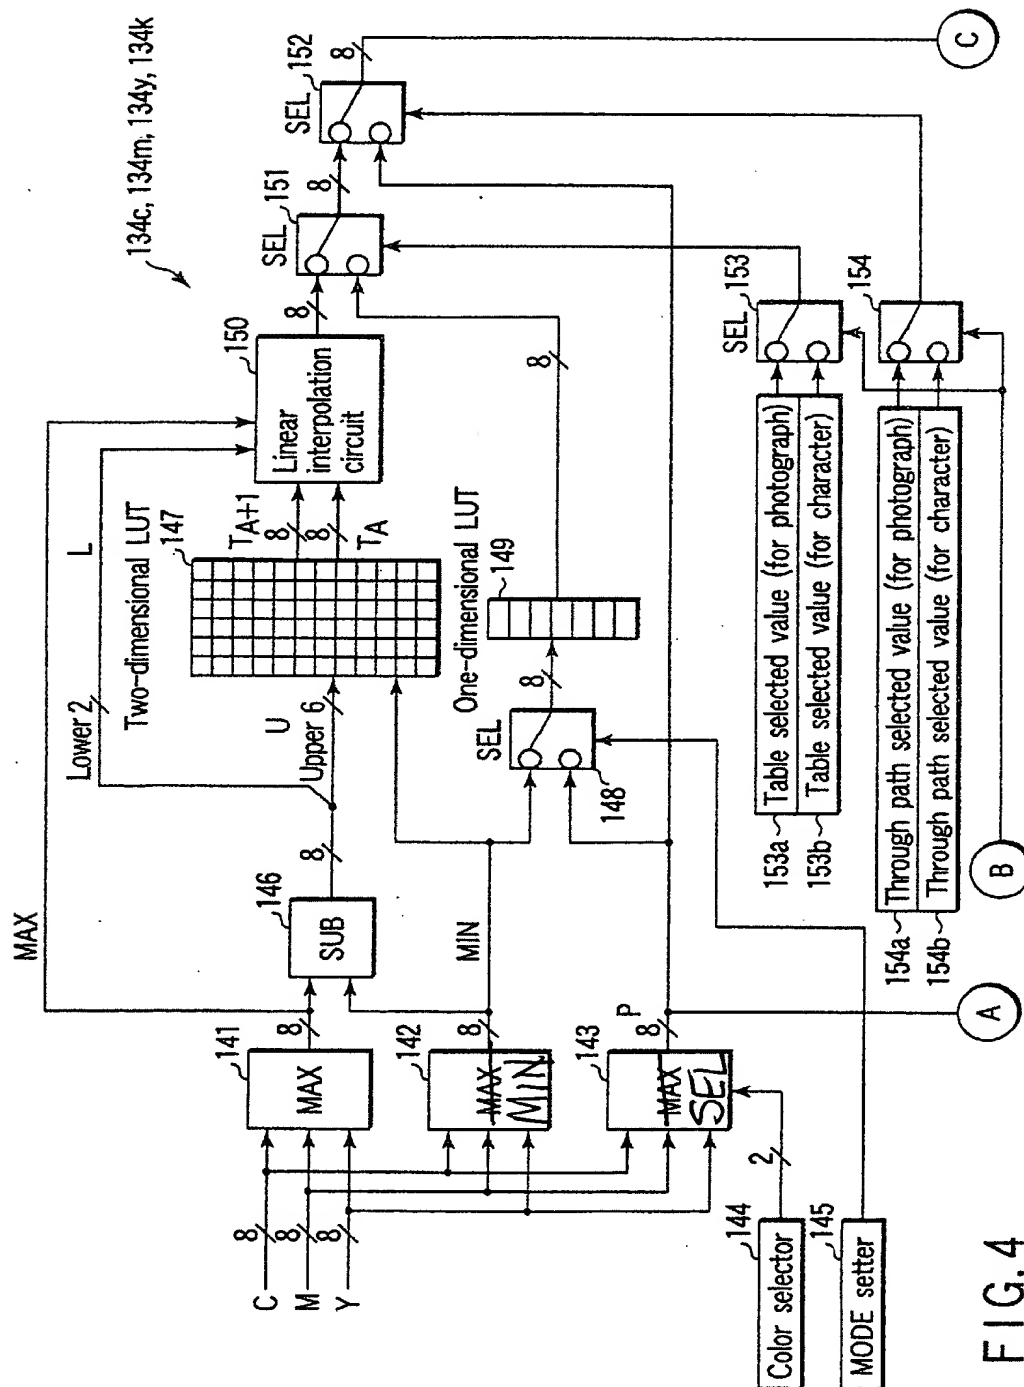 134c, 134m, 134y, 134k
MAX
L
Lower 2
Two-dimensional LUT
147
TA+1
8
8
TA
150
Linear
interpolation
circuit
8
SEL
151
8
SEL
152
8
C
C
8
M
8
Y
8
141
MAX
8
146
SUB
8
U
Upper 6
142
MAX
MIN
8
MIN
One-dimensional LUT
149
8
8
SEL
148
143
MAX
SEL
P
8
2
144
Color selector
145
MODE setter
A
B
SEL
153
154
153a
Table selected value (for photograph)
153b
Table selected value (for character)
154a
Through path selected value (for photograph)
154b
Through path selected value (for character)
FIG. 4